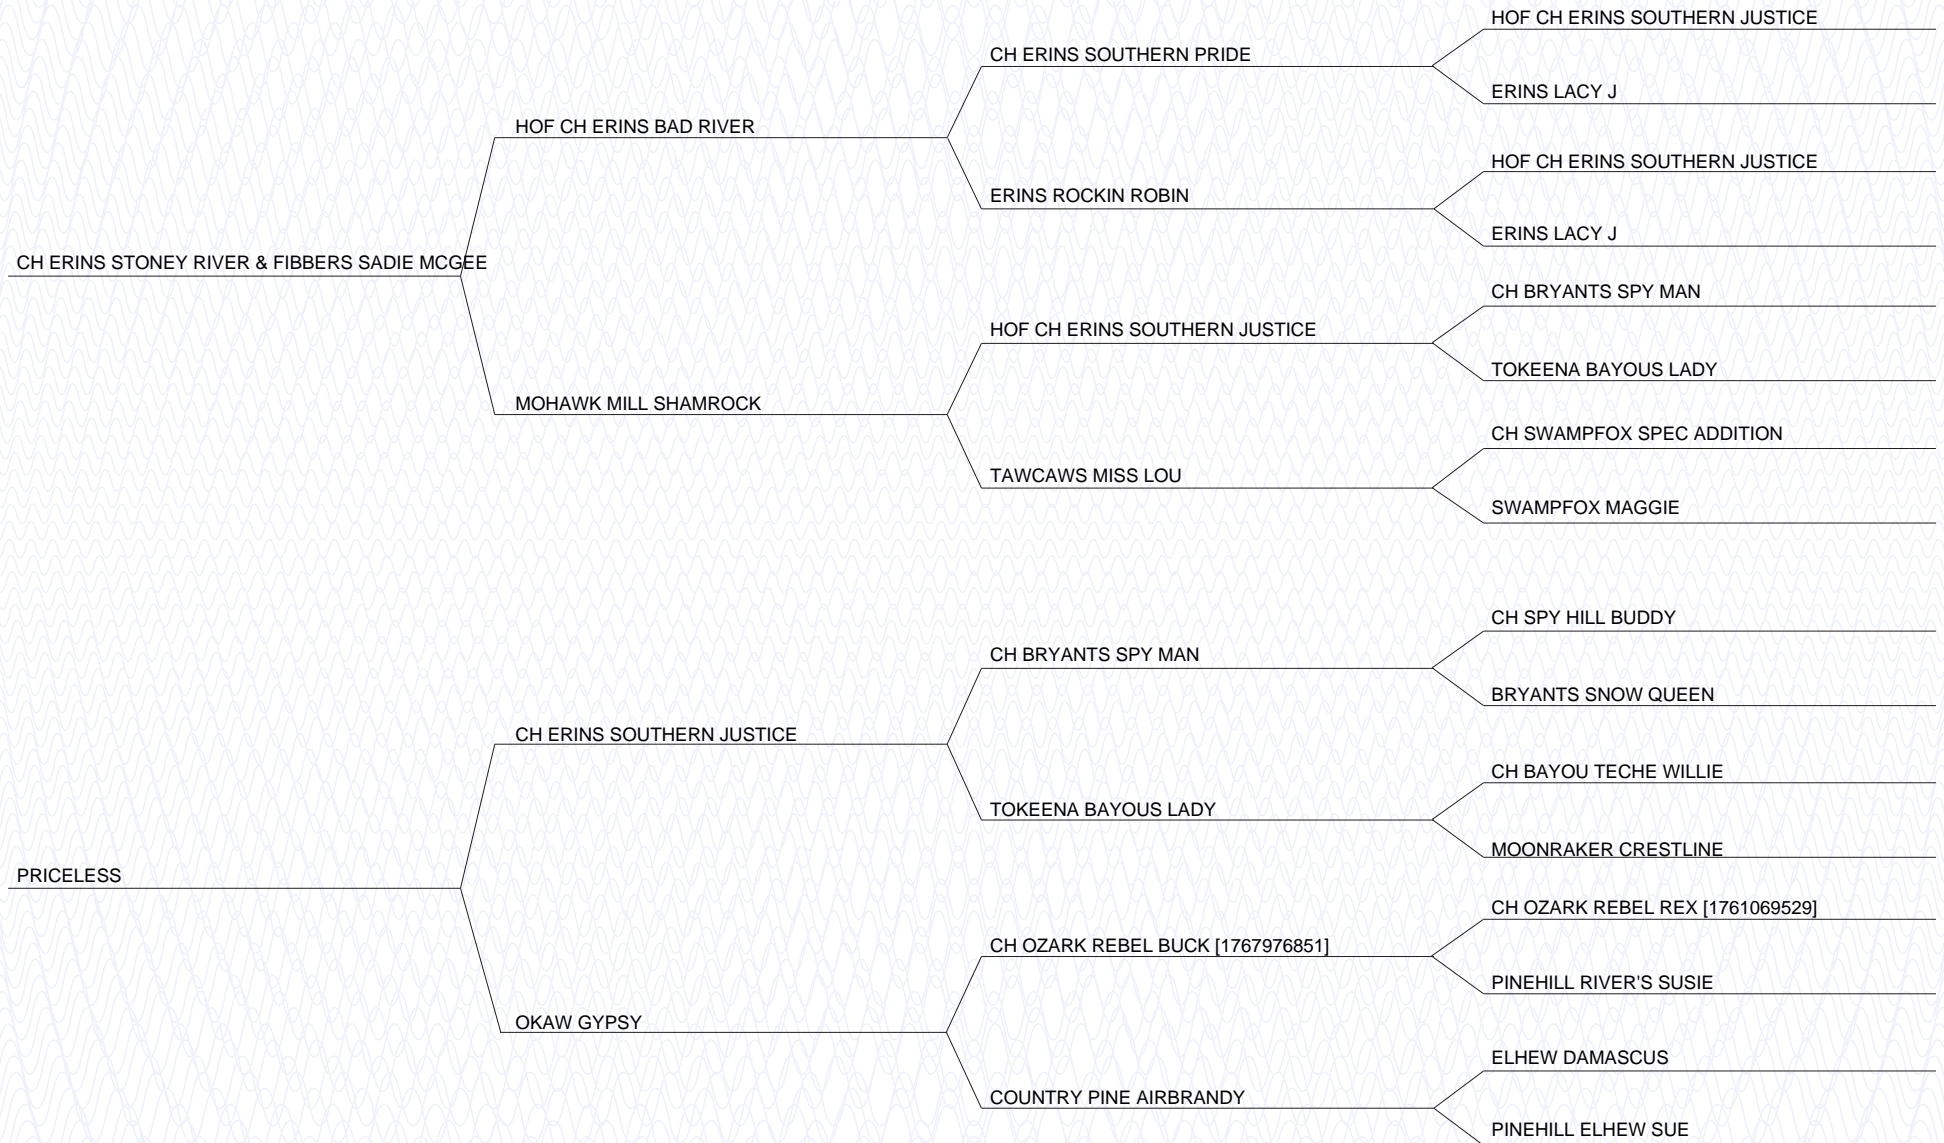 HOF CH ERINS SOUTHERN JUSTICE
CH ERINS SOUTHERN PRIDE
ERINS LACY J
HOF CH ERINS BAD RIVER
HOF CH ERINS SOUTHERN JUSTICE
ERINS ROCKIN ROBIN
ERINS LACY J
CH ERINS STONEY RIVER & FIBBERS SADIE MCGEE
CH BRYANTS SPY MAN
HOF CH ERINS SOUTHERN JUSTICE
TOKEENA BAYOUS LADY
MOHAWK MILL SHAMROCK
CH SWAMPFOX SPEC ADDITION
TAWCAWS MISS LOU
SWAMPFOX MAGGIE
CH SPY HILL BUDDY
CH BRYANTS SPY MAN
BRYANTS SNOW QUEEN
CH ERINS SOUTHERN JUSTICE
CH BAYOU TECHE WILLIE
TOKEENA BAYOUS LADY
MOONRAKER CRESTLINE
PRICELESS
CH OZARK REBEL REX [1761069529]
CH OZARK REBEL BUCK [1767976851]
PINEHILL RIVER'S SUSIE
OKAW GYPSY
ELHEW DAMASCUS
COUNTRY PINE AIRBRANDY
PINEHILL ELHEW SUE